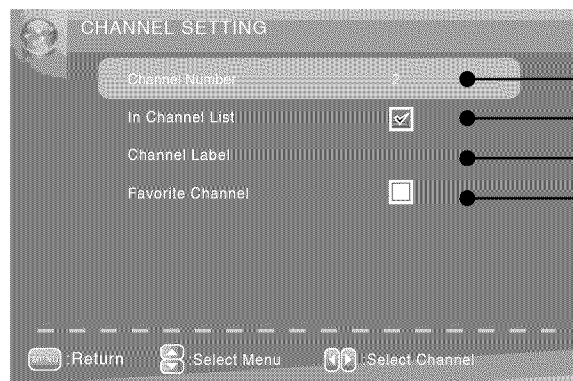 CHANNEL SETTING
Channel Number 2
In Channel List
Channel Label
Favorite Channel
MENU :Return :Select Menu :Select Channel